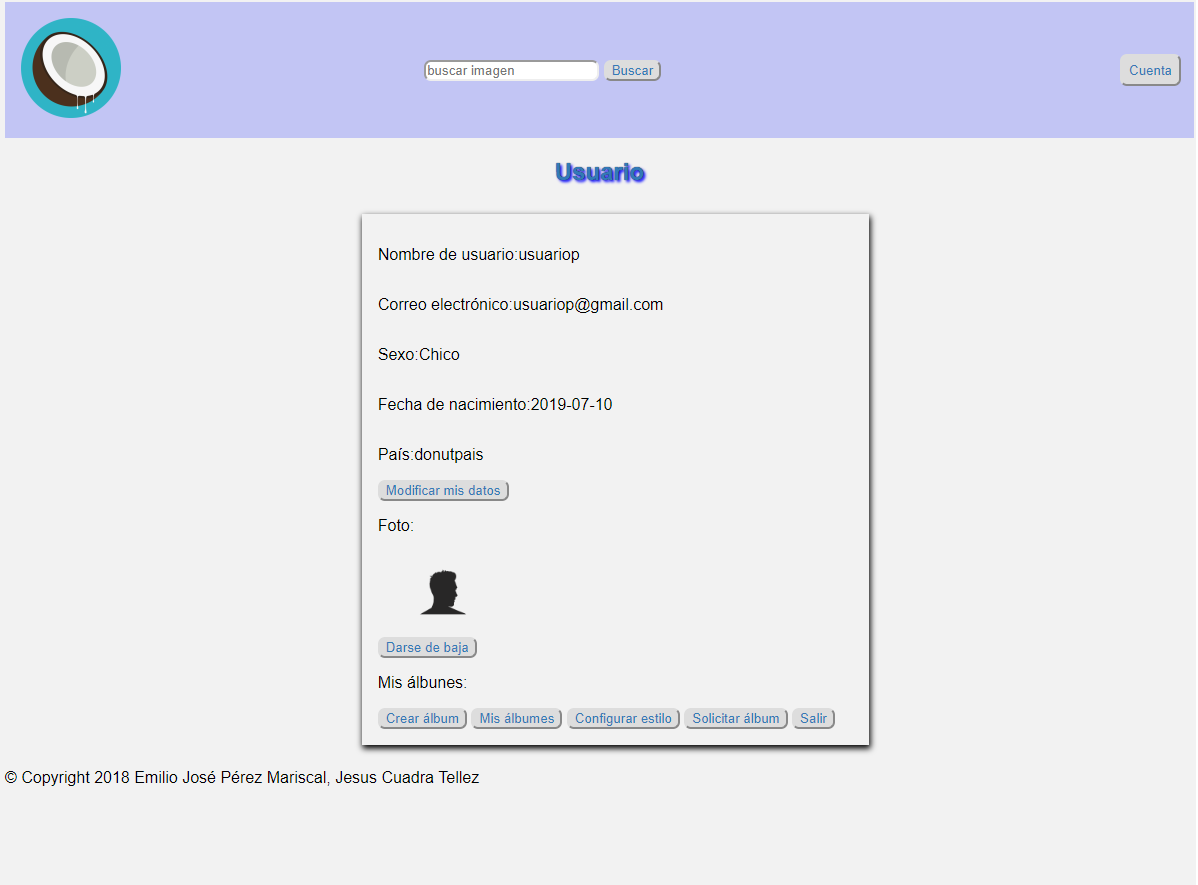 buscar imagen Buscar Cuenta
Usuario
Nombre de usuario:usuariop
Correo electrónico:usuariop@gmail.com
Sexo:Chico
Fecha de nacimiento:2019-07-10
País:donutpais
Modificar mis datos
Foto:
Darse de baja
Mis álbunes:
Crear álbum Mis álbumes Configurar estilo Solicitar álbum Salir
© Copyright 2018 Emilio José Pérez Mariscal, Jesus Cuadra Tellez